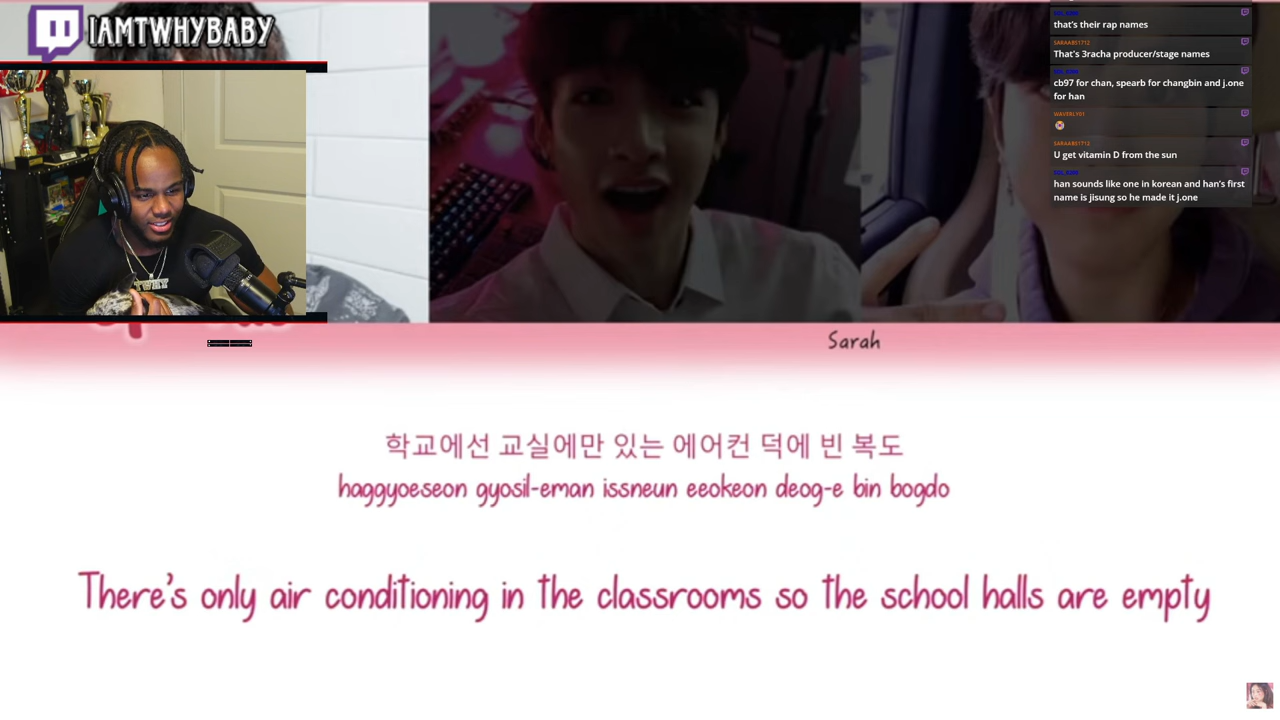 IAMTWHYBABY
TWHY
that's their rap names
SARAABS1712
That's 3racha producer/stage names
cb97 for chan, spearb for changbin and j.one
for han
WAVERLY01
SARAABS1712
U get vitamin D from the sun
han sounds like one in korean and han's first
name is jisung so he made it j.one
Sarah
학교에선 교실에만 있는 에어컨 덕에 빈 복도
haggyoeseon gyosil-eman issneun eeokeon deog-e bin bogdo
There's only air conditioning in the classrooms so the school halls are empty